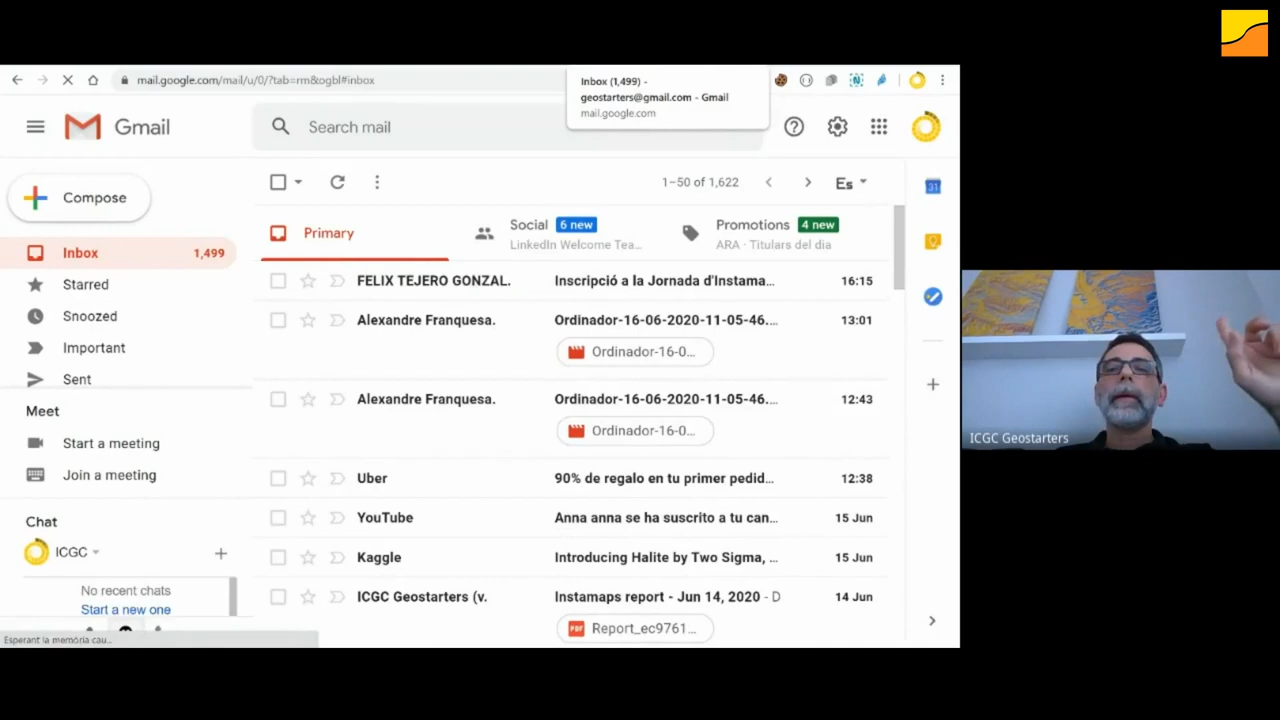 mail.google.com/mail/u/0/?tab=rm&ogbl#inbox
Inbox (1,499) -
geostarters@gmail.com - Gmail
mail.google.com
Gmail
Search mail
Compose
1–50 of 1,622
Es
Inbox 1,499
Starred
Snoozed
Important
Sent
Meet
Start a meeting
Join a meeting
Chat
ICGC
No recent chats
Start a new one
Esperant la memòria cau...
Primary
Social 6 new
LinkedIn Welcome Tea...
Promotions 4 new
ARA · Titulars del dia
FELIX TEJERO GONZAL. Inscripció a la Jornada d'Instama... 16:15
Alexandre Franquesa. Ordinador-16-06-2020-11-05-46.... 13:01
Ordinador-16-0...
Alexandre Franquesa. Ordinador-16-06-2020-11-05-46.... 12:43
Ordinador-16-0...
Uber 90% de regalo en tu primer pedid... 12:38
YouTube Anna anna se ha suscrito a tu can... 15 Jun
Kaggle Introducing Halite by Two Sigma, ... 15 Jun
ICGC Geostarters (v. Instamaps report - Jun 14, 2020 - D 14 Jun
PDF Report_ec9761...
31
ICGC Geostarters